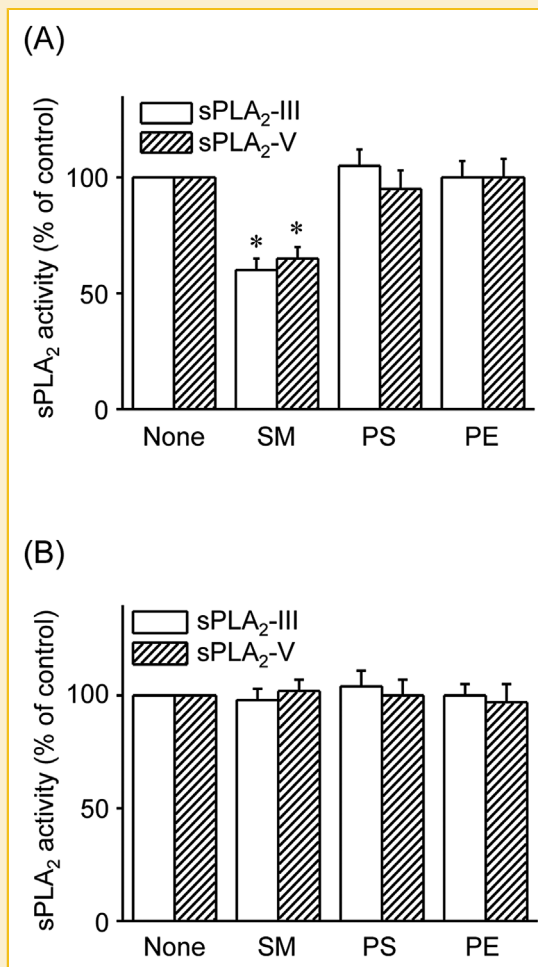 (A)
sPLA₂-III
sPLA₂-V
sPLA₂ activity (% of control)
100
* *
50
0
None SM PS PE
(B)
sPLA₂-III
sPLA₂-V
sPLA₂ activity (% of control)
100
50
0
None SM PS PE